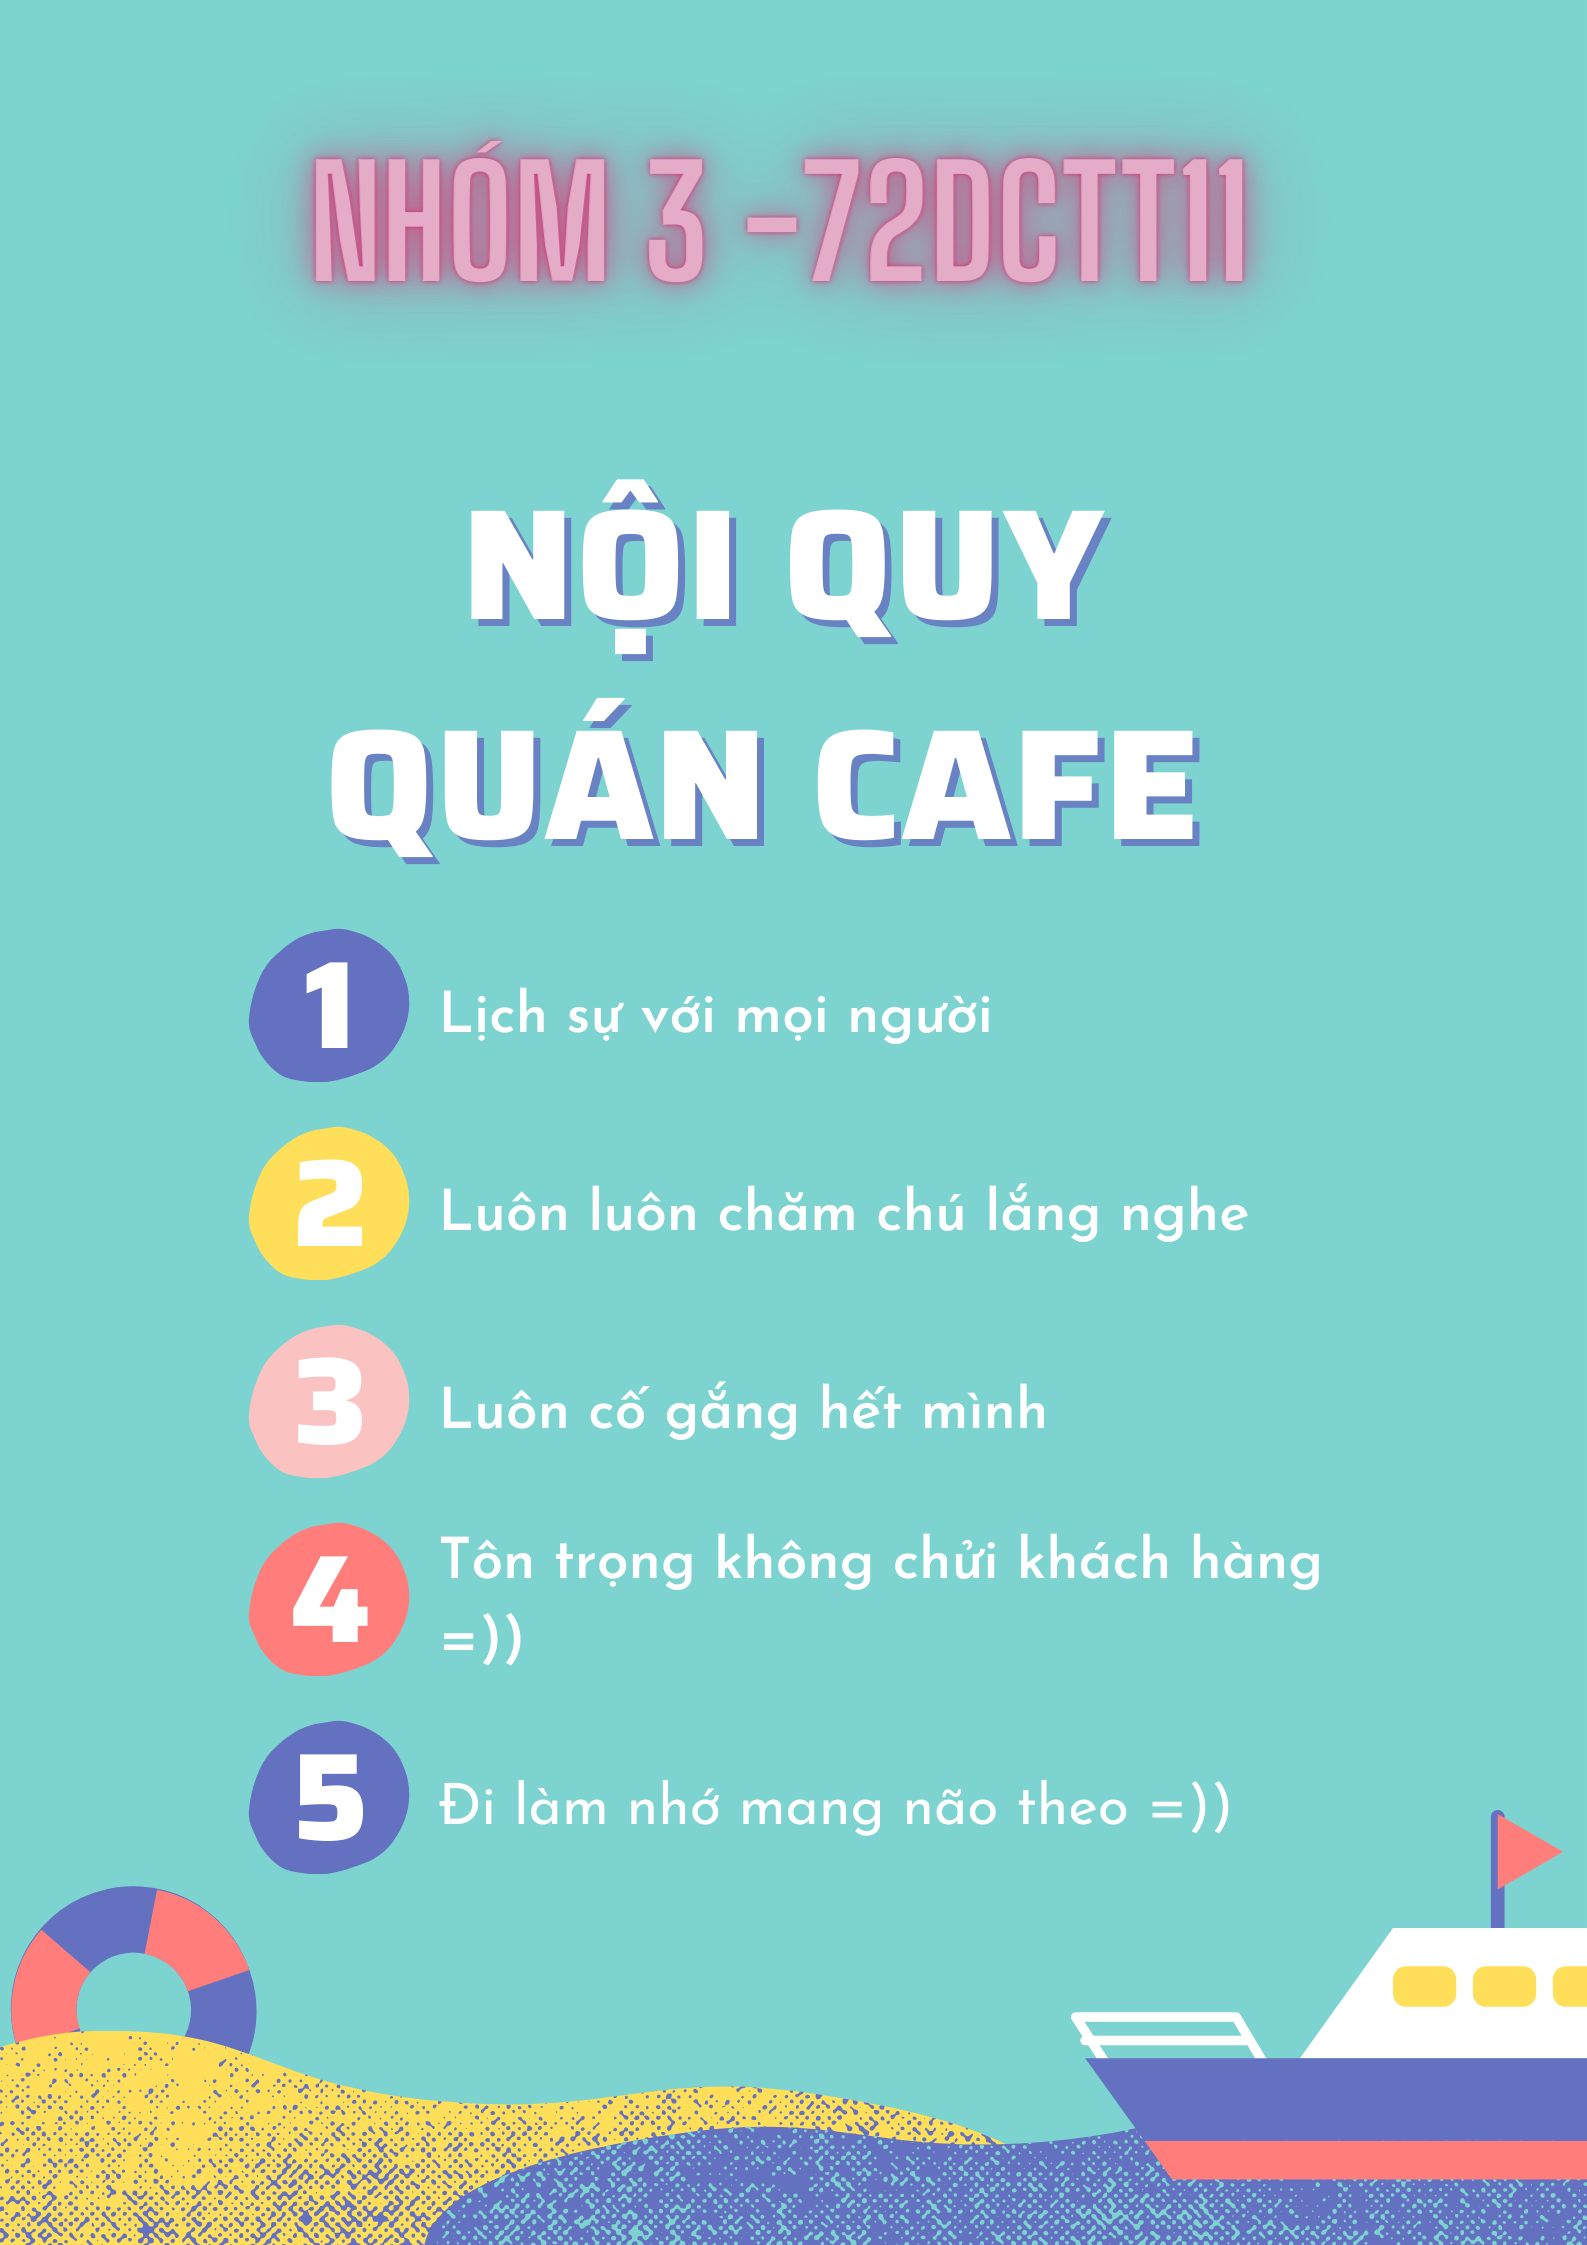 NHÓM 3 -72DCTT11
NỘI QUY
QUÁN CAFE
1 Lịch sự với mọi người
2 Luôn luôn chăm chú lắng nghe
3 Luôn cố gắng hết mình
4 Tôn trọng không chửi khách hàng
=))
5 Đi làm nhớ mang não theo =))